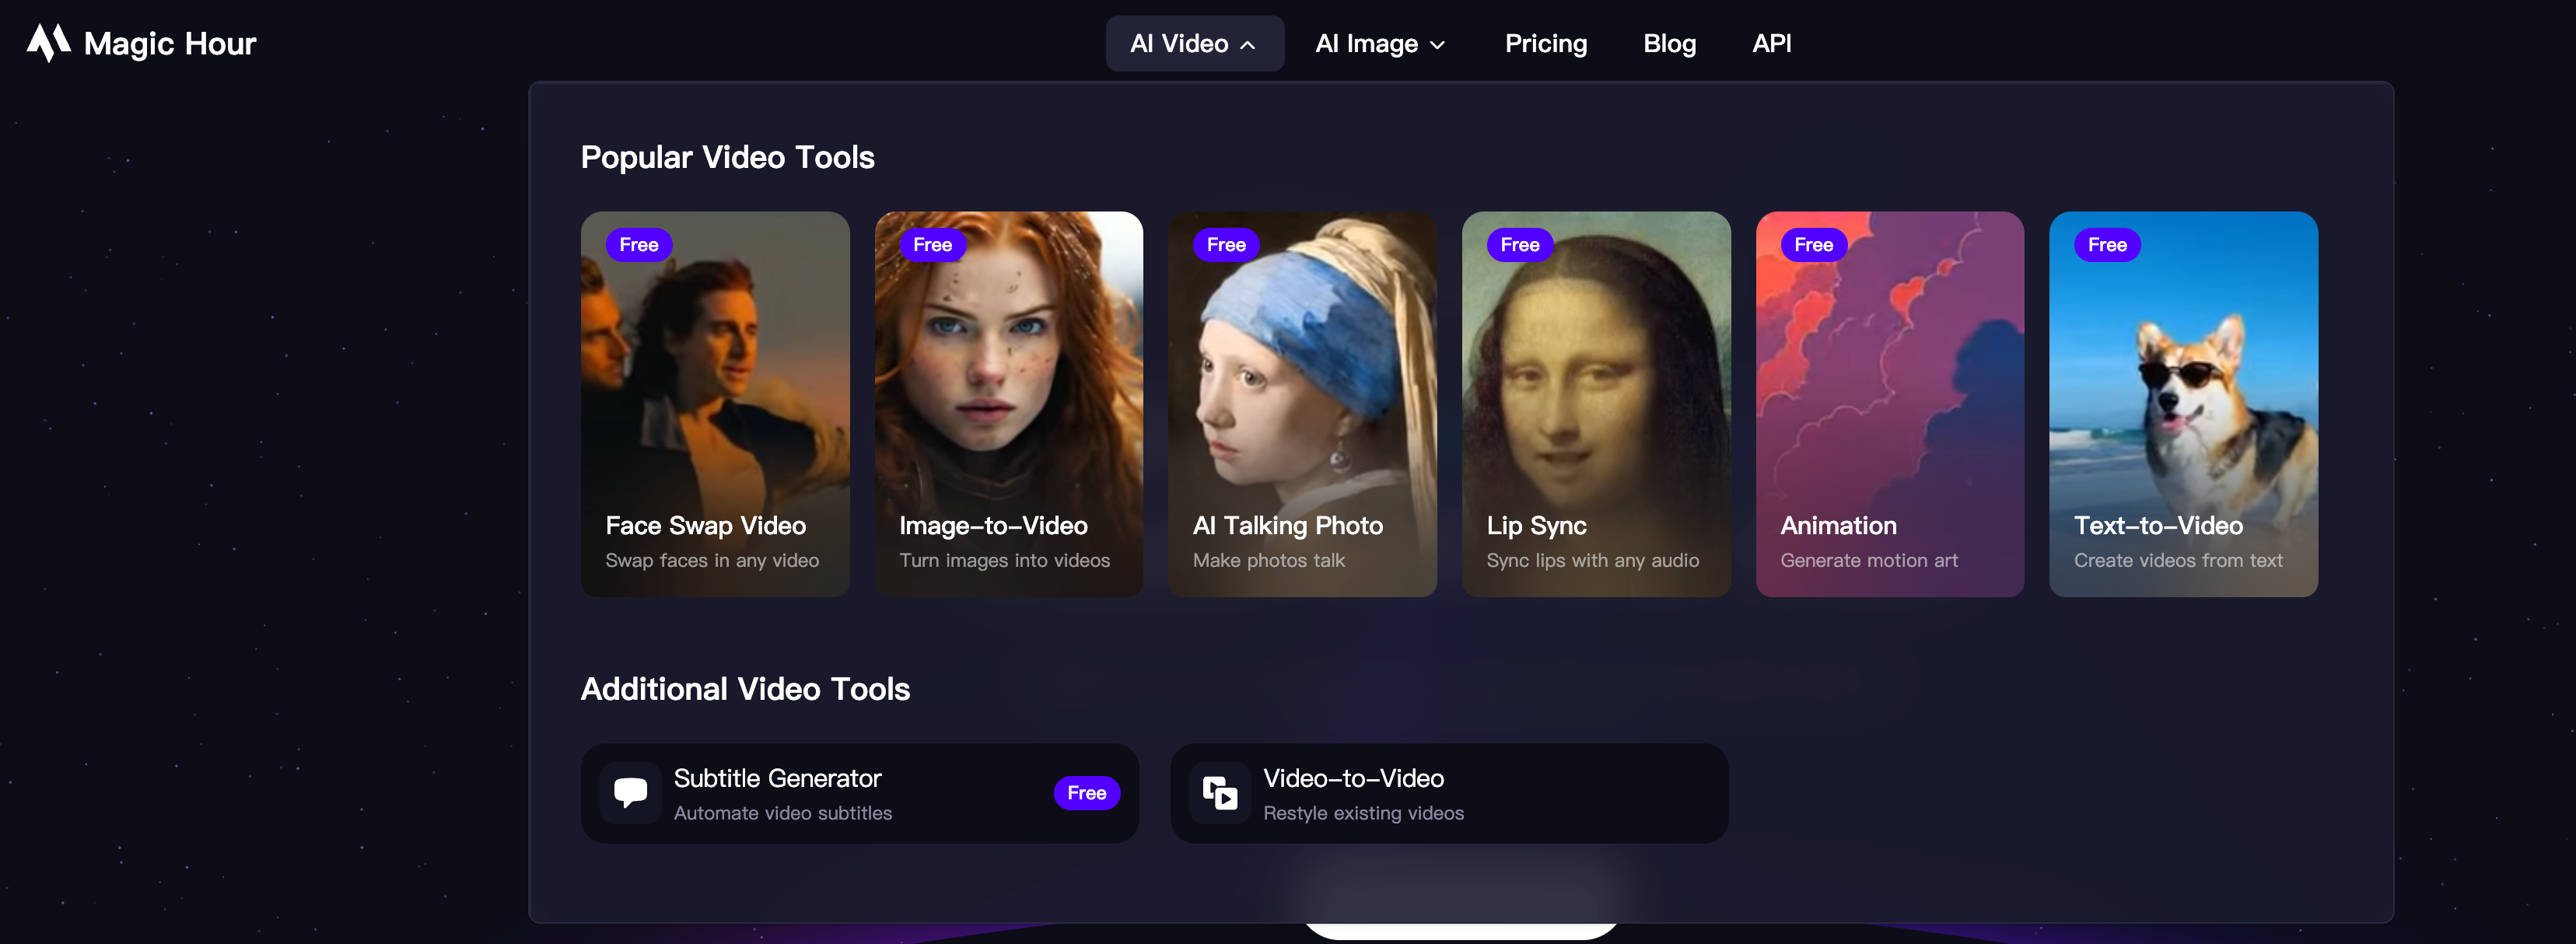 Magic Hour
AI Video
AI Image
Pricing
Blog
API
Popular Video Tools
Free
Face Swap Video
Swap faces in any video
Free
Image-to-Video
Turn images into videos
Free
AI Talking Photo
Make photos talk
Free
Lip Sync
Sync lips with any audio
Free
Animation
Generate motion art
Free
Text-to-Video
Create videos from text
Additional Video Tools
Subtitle Generator
Automate video subtitles
Free
Video-to-Video
Restyle existing videos